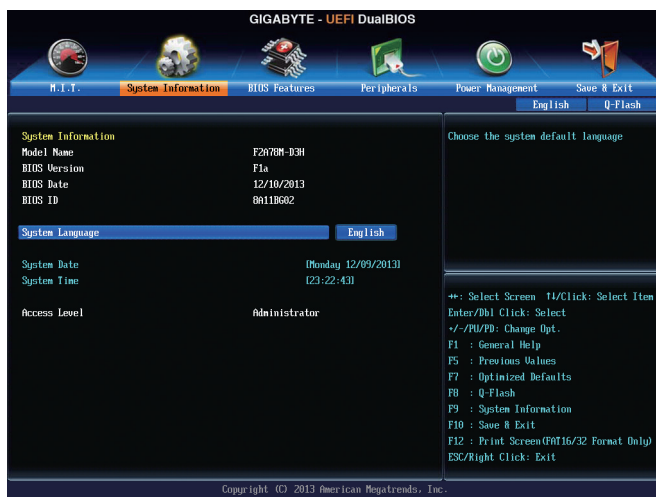 GIGABYTE - UEFI DualBIOS
M.I.T. System Information BIOS Features Peripherals Power Management Save & Exit
English Q-Flash
System Information
Model Name F2A78M-D3H
BIOS Version F1a
BIOS Date 12/10/2013
BIOS ID 8A11BG02
System Language English
System Date [Monday 12/09/2013]
System Time [23:22:43]
Access Level Administrator
Choose the system default language
→←: Select Screen ↑↓/Click: Select Item
Enter/Dbl Click: Select
+/-/PU/PD: Change Opt.
F1 : General Help
F5 : Previous Values
F7 : Optimized Defaults
F8 : Q-Flash
F9 : System Information
F10 : Save & Exit
F12 : Print Screen(FAT16/32 Format Only)
ESC/Right Click: Exit
Copyright (C) 2013 American Megatrends, Inc.